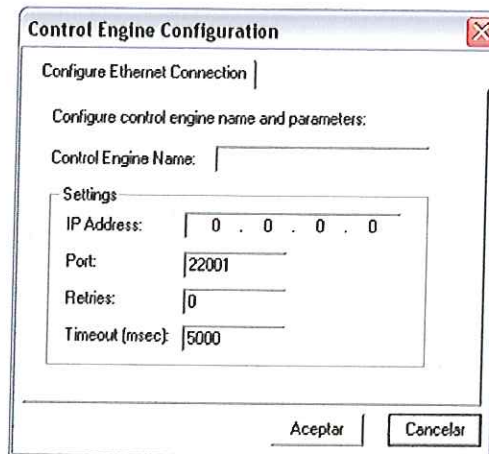 Control Engine Configuration
Configure Ethernet Connection
Configure control engine name and parameters:
Control Engine Name:
Settings
IP Address: 0 . 0 . 0 . 0
Port: 22001
Retries: 0
Timeout (msec): 5000
Aceptar Cancelar